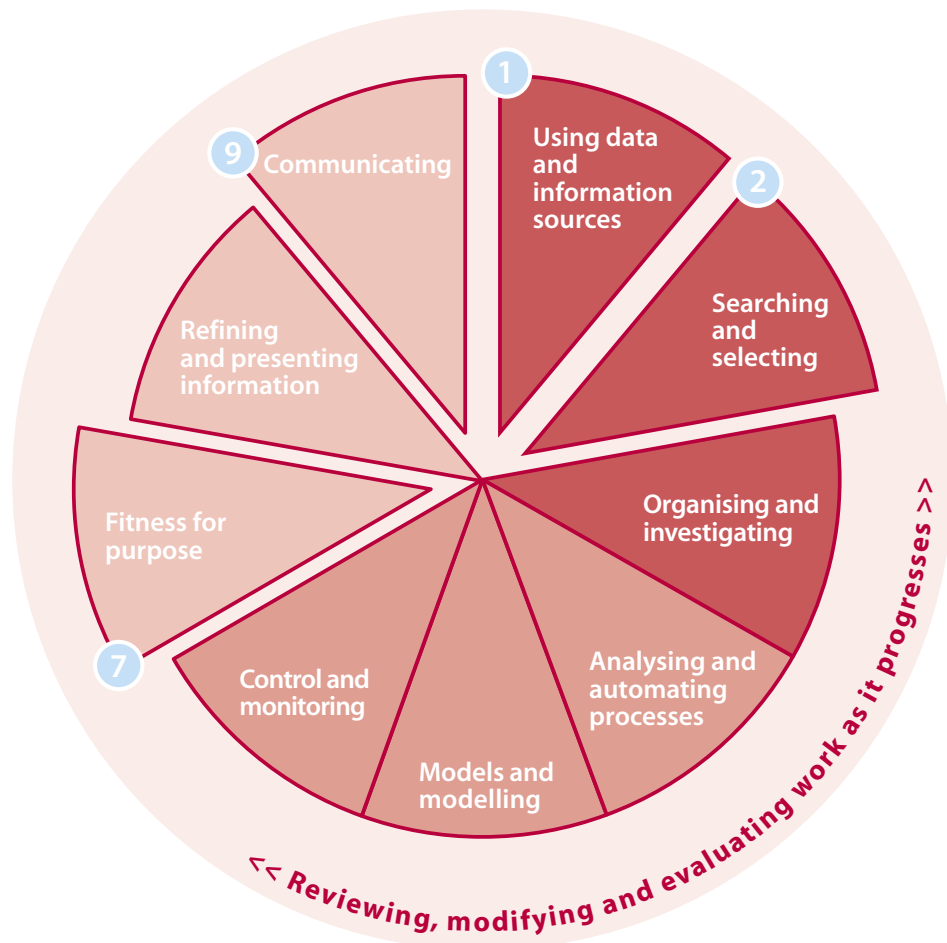 1
Using data
and
information
sources
2
Searching
and
selecting
Organising and
investigating
Analysing and
automating
processes
Models and
modelling
Control and
monitoring
7
Fitness for
purpose
Refining
and presenting
information
9
Communicating
<< Reviewing, modifying and evaluating work as it progresses >>